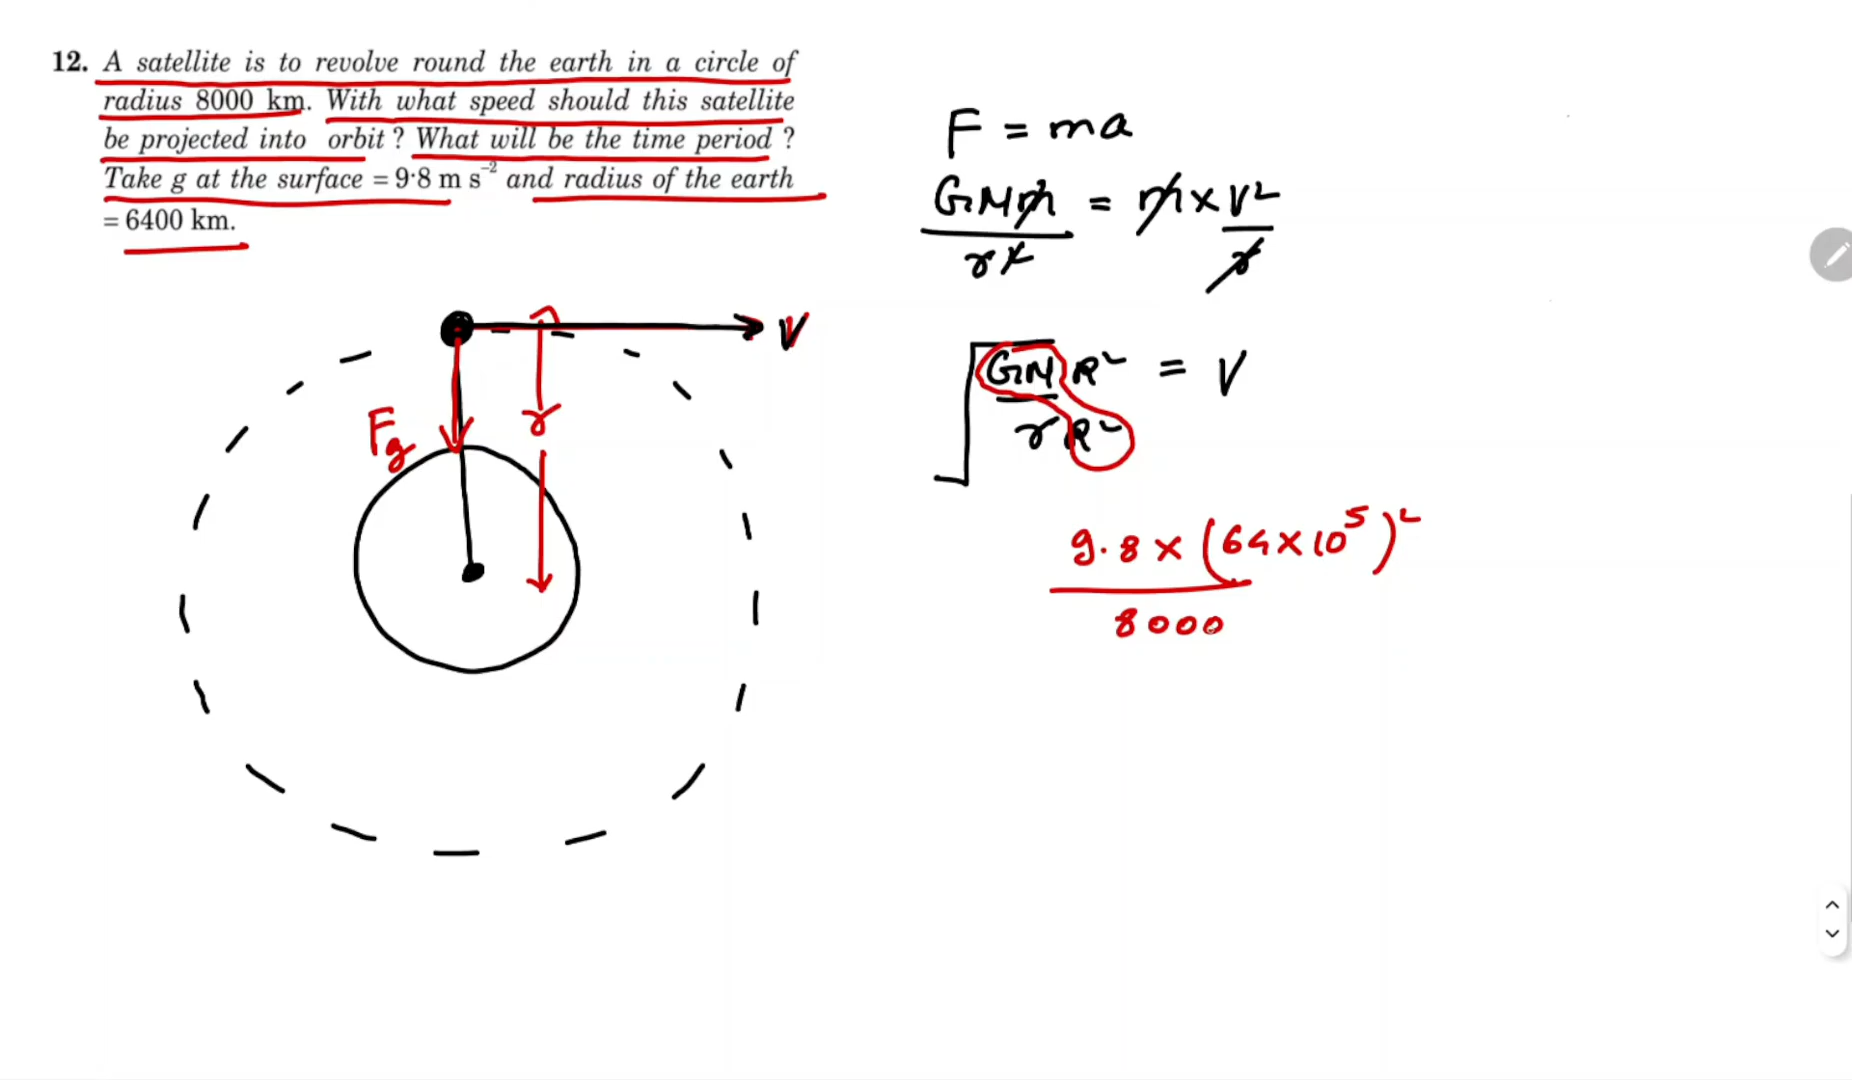 12. A satellite is to revolve round the earth in a circle of
radius 8000 km. With what speed should this satellite
be projected into orbit ? What will be the time period ?
Take g at the surface = 9·8 m s⁻² and radius of the earth
= 6400 km.
F = ma
GMm = m × V²
r² r
GM R² = V
r R²
V
Fg
r
9.8 × (64 × 10⁵)²
8000